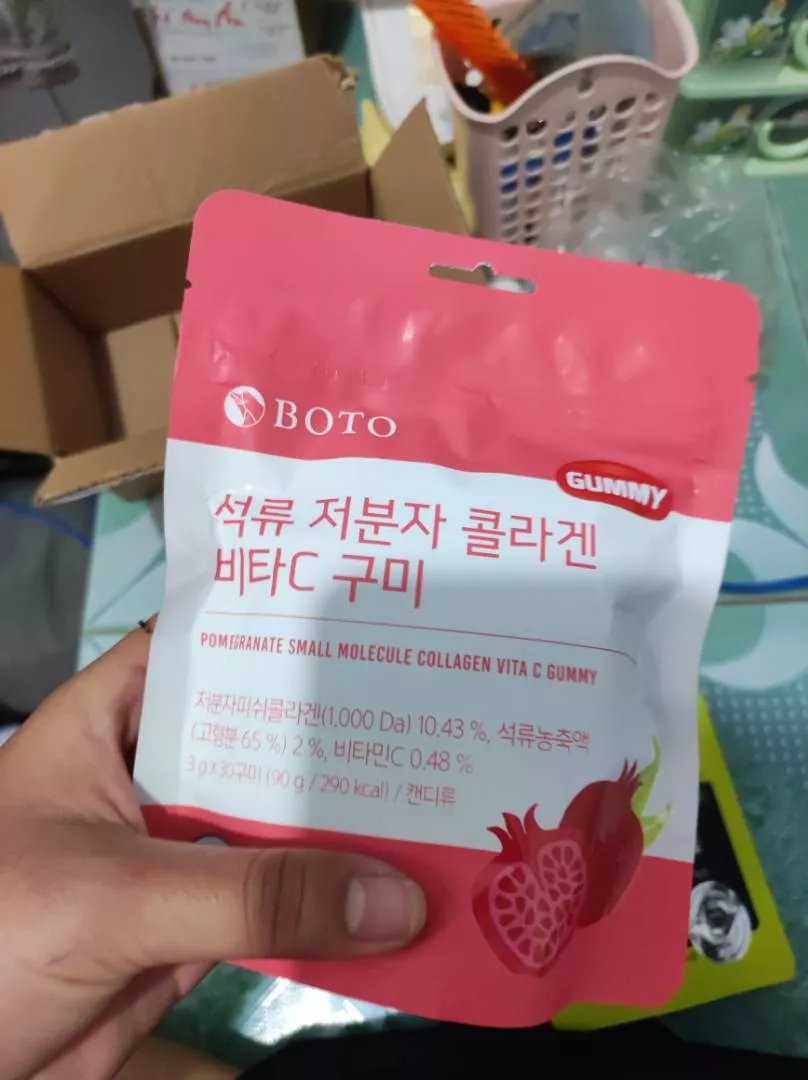 BOTO
GUMMY
석류 저분자 콜라겐
비타C 구미
POMEGRANATE SMALL MOLECULE COLLAGEN VITA C GUMMY
저분자피쉬콜라겐(1,000 Da) 10.43 %, 석류농축액
(고형분 65 %) 2 %, 비타민C 0.48 %
3 g X 30구미 (90 g / 290 kcal) / 캔디류